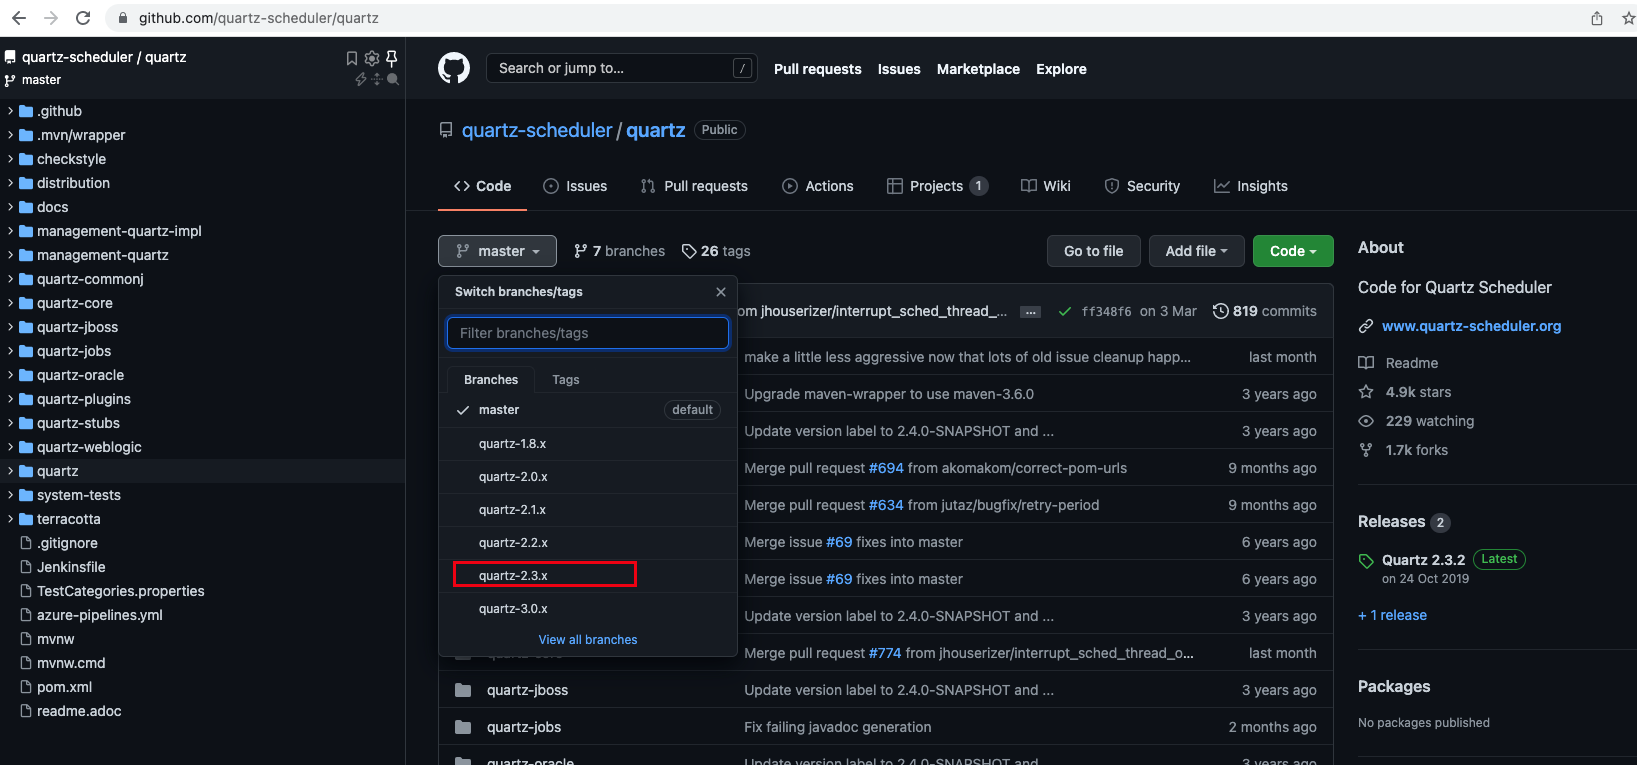 github.com/quartz-scheduler/quartz
quartz-scheduler / quartz
master
.github
.mvn/wrapper
checkstyle
distribution
docs
management-quartz-impl
management-quartz
quartz-commonj
quartz-core
quartz-jboss
quartz-jobs
quartz-oracle
quartz-plugins
quartz-stubs
quartz-weblogic
quartz
system-tests
terracotta
.gitignore
Jenkinsfile
TestCategories.properties
azure-pipelines.yml
mvnw
mvnw.cmd
pom.xml
readme.adoc
Search or jump to... /
Pull requests Issues Marketplace Explore
quartz-scheduler / quartz Public
Code Issues Pull requests Actions Projects 1 Wiki Security Insights
master 7 branches 26 tags Go to file Add file Code
Switch branches/tags
Filter branches/tags
Branches Tags
master default
quartz-1.8.x
quartz-2.0.x
quartz-2.1.x
quartz-2.2.x
quartz-2.3.x
quartz-3.0.x
View all branches
om jhouserizer/interrupt_sched_thread_... ... ff348f6 on 3 Mar 819 commits
make a little less aggressive now that lots of old issue cleanup happ... last month
Upgrade maven-wrapper to use maven-3.6.0 3 years ago
Update version label to 2.4.0-SNAPSHOT and ... 3 years ago
Merge pull request #694 from akomakom/correct-pom-urls 9 months ago
Merge pull request #634 from jutaz/bugfix/retry-period 9 months ago
Merge issue #69 fixes into master 6 years ago
Merge issue #69 fixes into master 6 years ago
Update version label to 2.4.0-SNAPSHOT and ... 3 years ago
Merge pull request #774 from jhouserizer/interrupt_sched_thread_o... last month
quartz-jboss Update version label to 2.4.0-SNAPSHOT and ... 3 years ago
quartz-jobs Fix failing javadoc generation 2 months ago
quartz-oracle Update version label to 2.4.0-SNAPSHOT and ... 3 years ago
About
Code for Quartz Scheduler
www.quartz-scheduler.org
Readme
4.9k stars
229 watching
1.7k forks
Releases 2
Quartz 2.3.2 Latest
on 24 Oct 2019
+ 1 release
Packages
No packages published